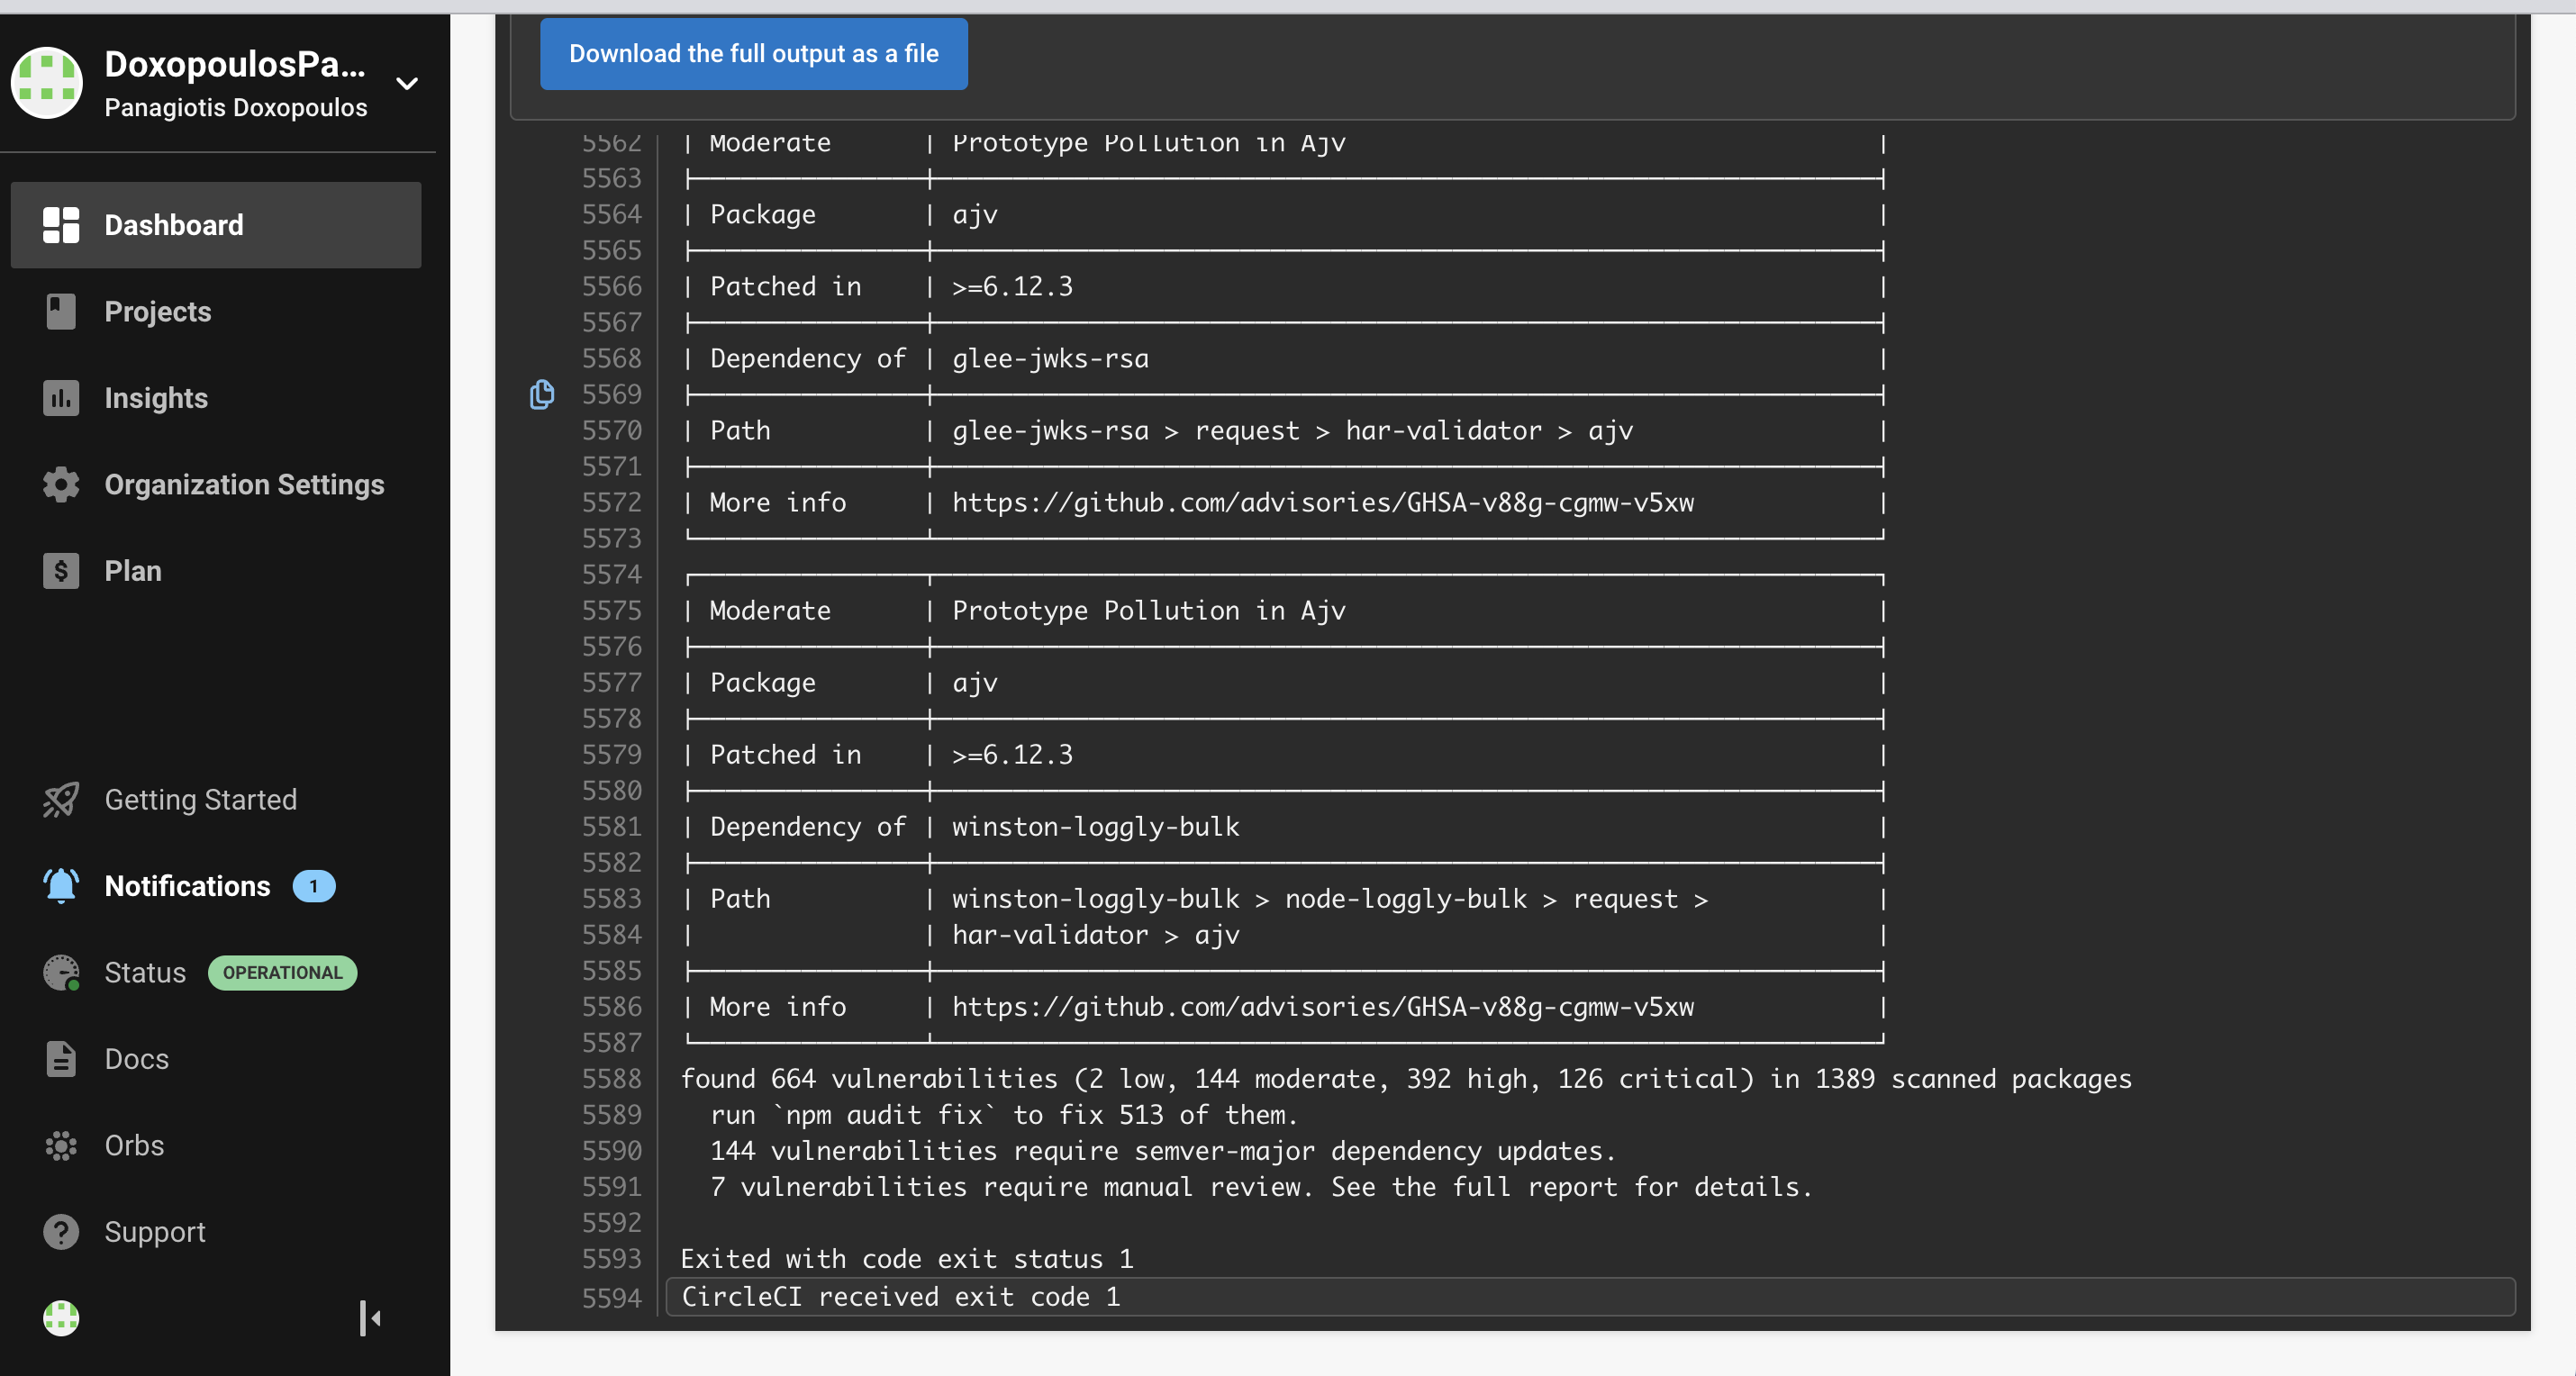 DoxopoulosPa...
Panagiotis Doxopoulos
Dashboard
Projects
Insights
Organization Settings
Plan
Getting Started
Notifications 1
Status OPERATIONAL
Docs
Orbs
Support
Download the full output as a file
5562 | Moderate | Prototype Pollution in Ajv |
5563
5564 | Package | ajv |
5565
5566 | Patched in | >=6.12.3 |
5567
5568 | Dependency of | glee-jwks-rsa |
5569
5570 | Path | glee-jwks-rsa > request > har-validator > ajv |
5571
5572 | More info | https://github.com/advisories/GHSA-v88g-cgmw-v5xw |
5573
5574
5575 | Moderate | Prototype Pollution in Ajv |
5576
5577 | Package | ajv |
5578
5579 | Patched in | >=6.12.3 |
5580
5581 | Dependency of | winston-loggly-bulk |
5582
5583 | Path | winston-loggly-bulk > node-loggly-bulk > request > |
5584 | | har-validator > ajv |
5585
5586 | More info | https://github.com/advisories/GHSA-v88g-cgmw-v5xw |
5587
5588 found 664 vulnerabilities (2 low, 144 moderate, 392 high, 126 critical) in 1389 scanned packages
5589 run `npm audit fix` to fix 513 of them.
5590 144 vulnerabilities require semver-major dependency updates.
5591 7 vulnerabilities require manual review. See the full report for details.
5592
5593 Exited with code exit status 1
5594 CircleCI received exit code 1